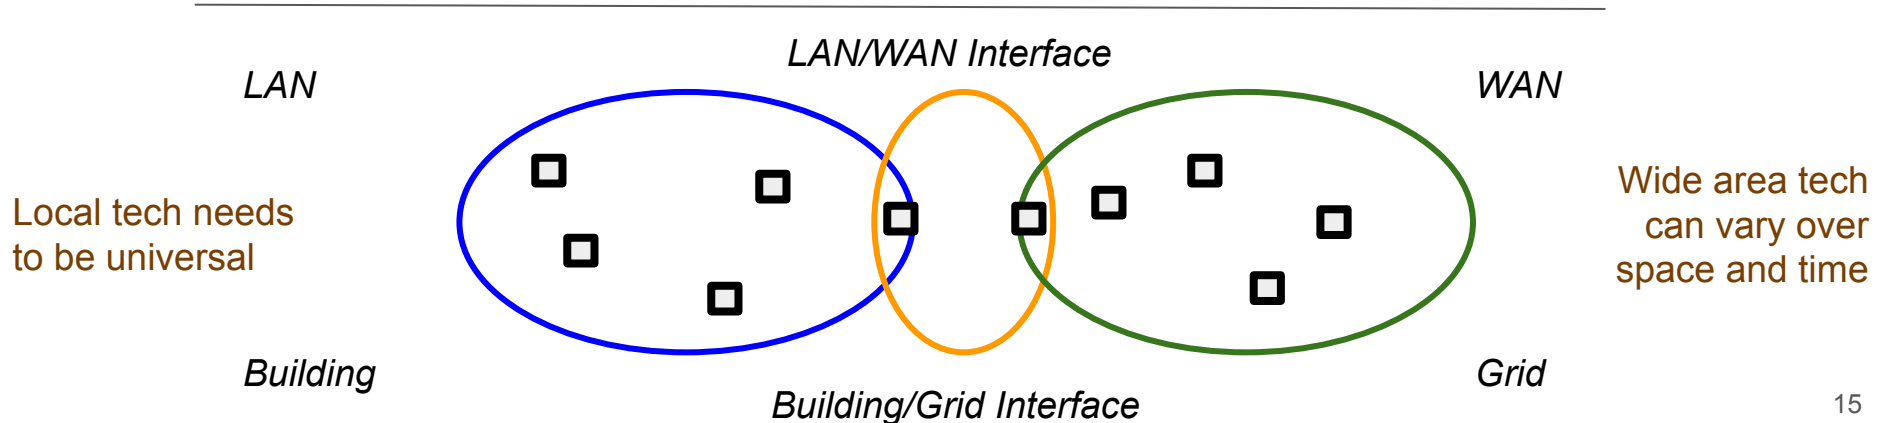 LAN/WAN Interface
LAN
WAN
Local tech needs
to be universal
Wide area tech
can vary over
space and time
Building
Grid
Building/Grid Interface
15